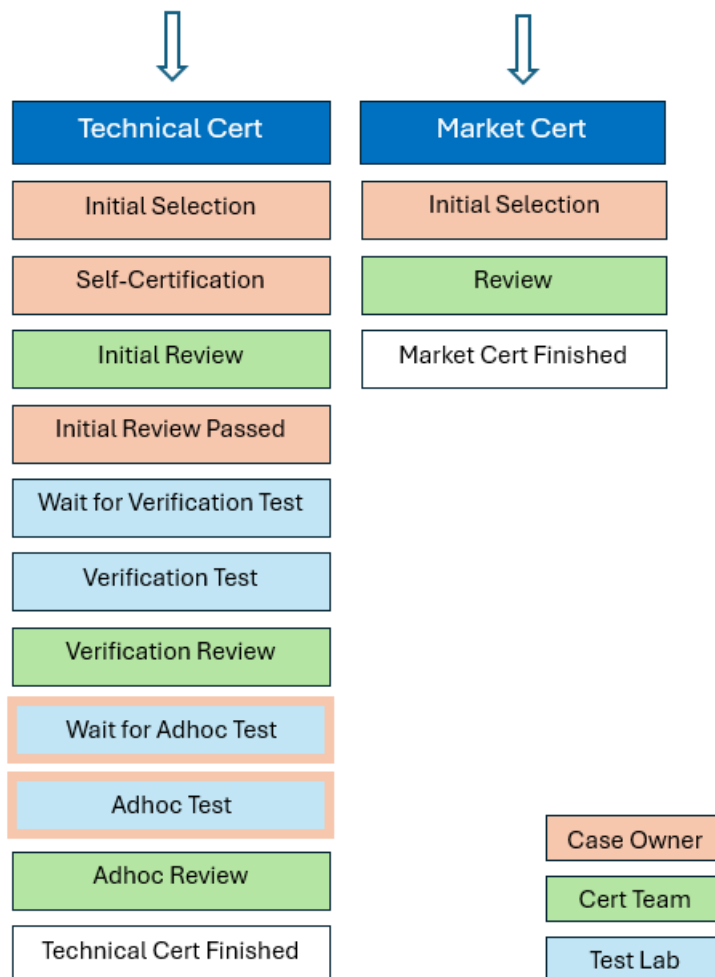 Technical Cert
Initial Selection
Self-Certification
Initial Review
Initial Review Passed
Wait for Verification Test
Verification Test
Verification Review
Wait for Adhoc Test
Adhoc Test
Adhoc Review
Technical Cert Finished
Market Cert
Initial Selection
Review
Market Cert Finished
Case Owner
Cert Team
Test Lab